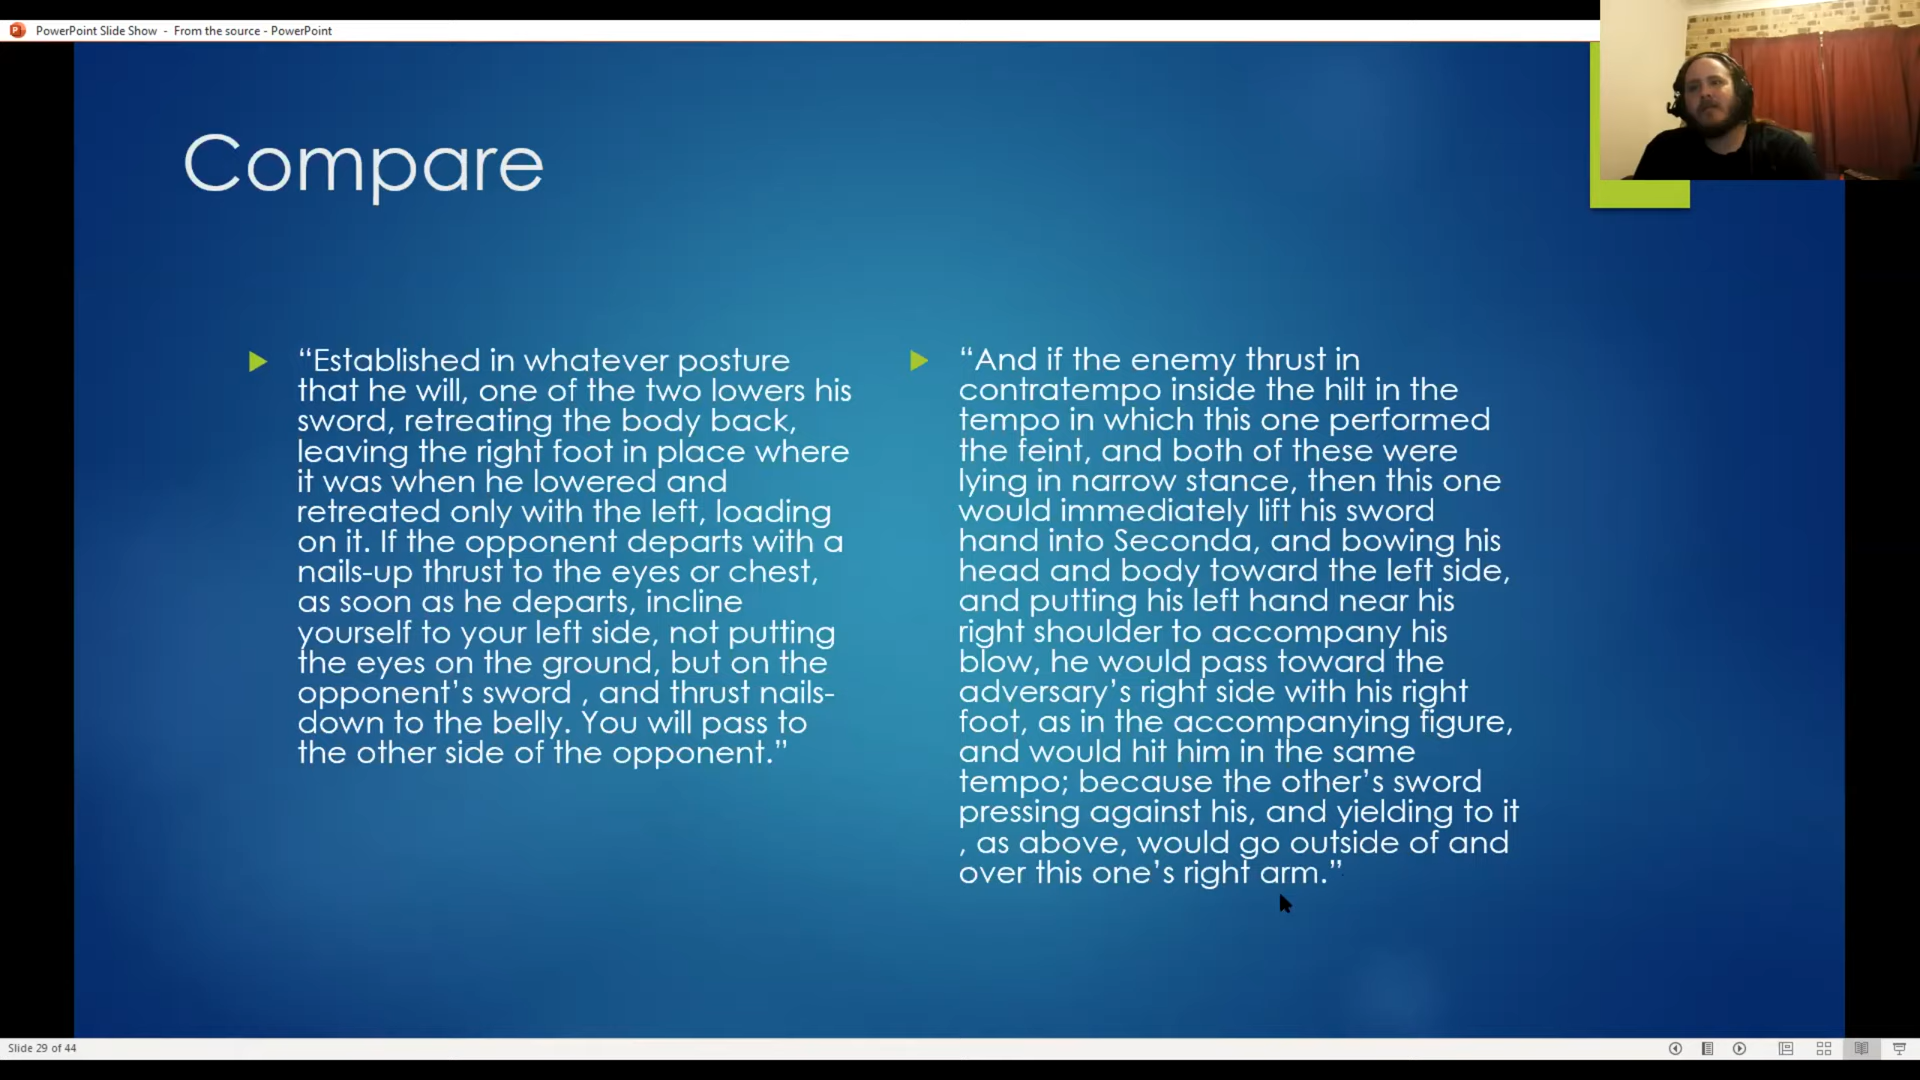 PowerPoint Slide Show - From the source - PowerPoint
Compare
“Established in whatever posture
that he will, one of the two lowers his
sword, retreating the body back,
leaving the right foot in place where
it was when he lowered and
retreated only with the left, loading
on it. If the opponent departs with a
nails-up thrust to the eyes or chest,
as soon as he departs, incline
yourself to your left side, not putting
the eyes on the ground, but on the
opponent’s sword , and thrust nails-
down to the belly. You will pass to
the other side of the opponent.”
“And if the enemy thrust in
contratempo inside the hilt in the
tempo in which this one performed
the feint, and both of these were
lying in narrow stance, then this one
would immediately lift his sword
hand into Seconda, and bowing his
head and body toward the left side,
and putting his left hand near his
right shoulder to accompany his
blow, he would pass toward the
adversary’s right side with his right
foot, as in the accompanying figure,
and would hit him in the same
tempo; because the other’s sword
pressing against his, and yielding to it
, as above, would go outside of and
over this one’s right arm.”
Slide 29 of 44